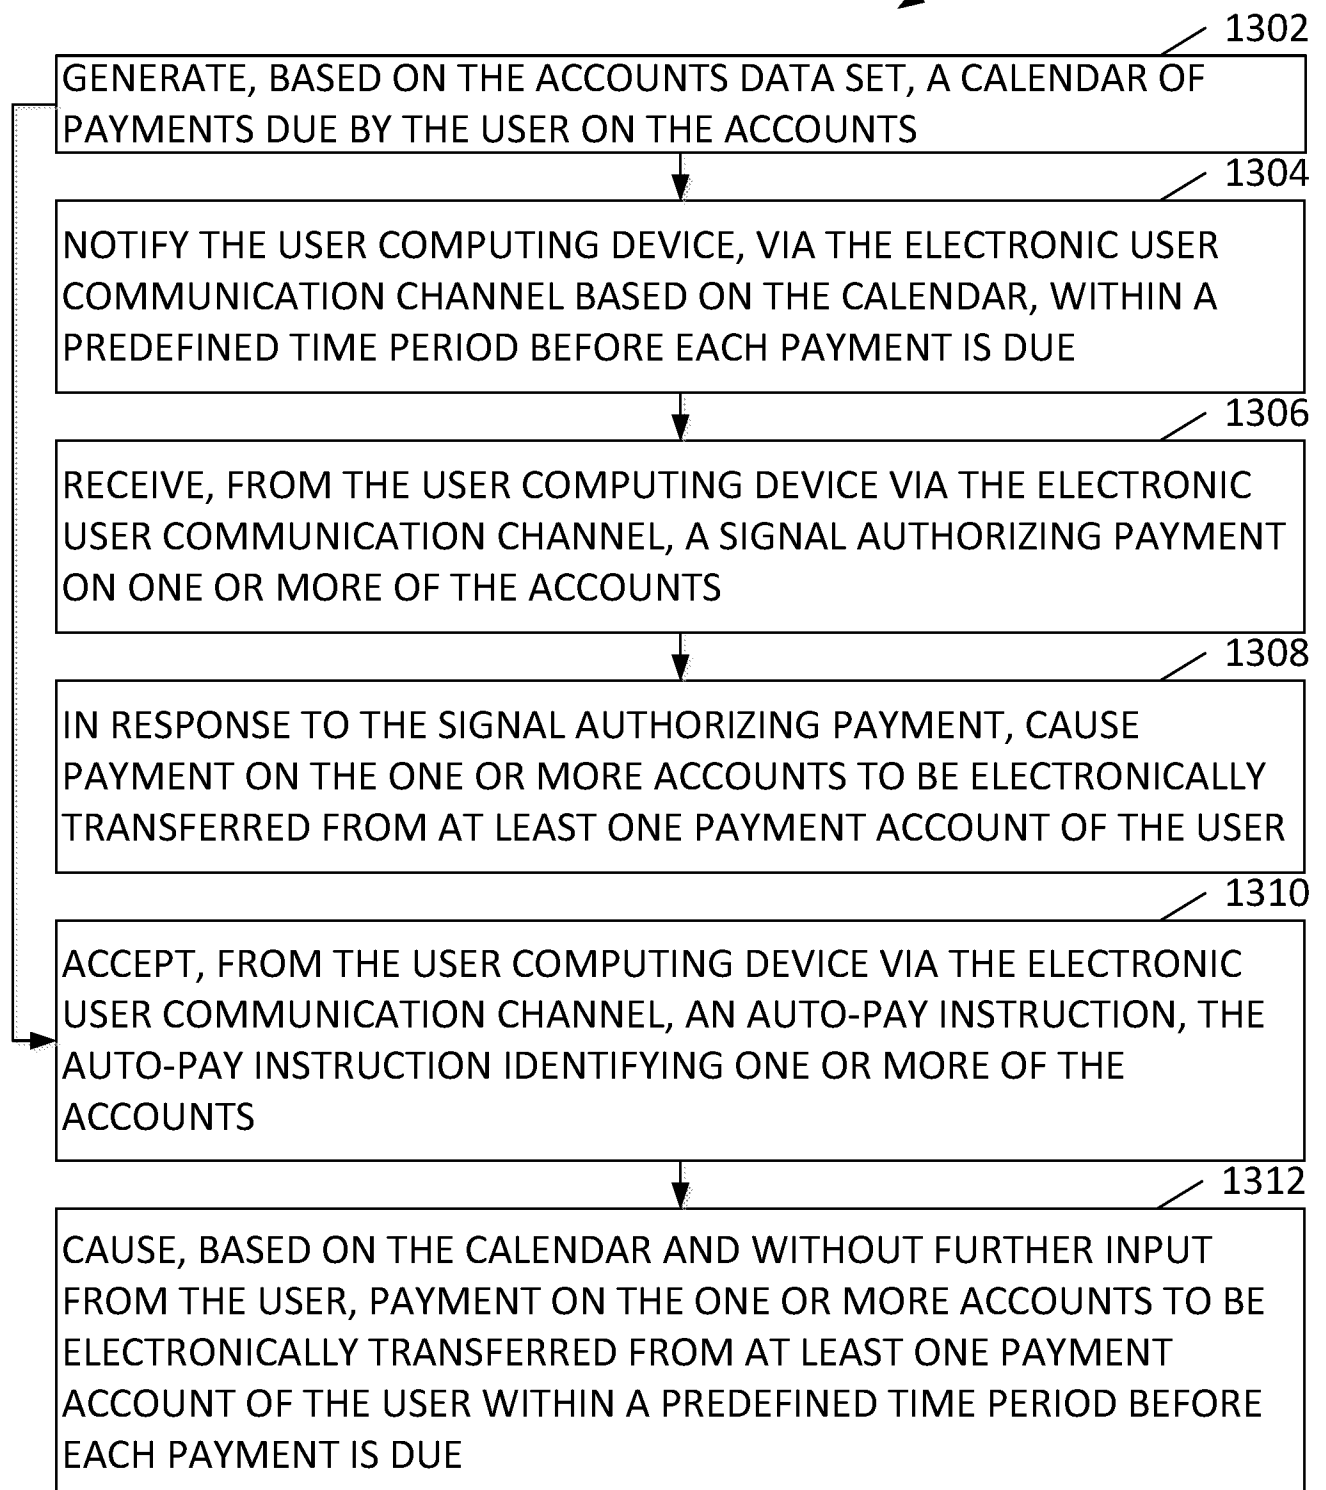 1302
GENERATE, BASED ON THE ACCOUNTS DATA SET, A CALENDAR OF
PAYMENTS DUE BY THE USER ON THE ACCOUNTS
1304
NOTIFY THE USER COMPUTING DEVICE, VIA THE ELECTRONIC USER
COMMUNICATION CHANNEL BASED ON THE CALENDAR, WITHIN A
PREDEFINED TIME PERIOD BEFORE EACH PAYMENT IS DUE
1306
RECEIVE, FROM THE USER COMPUTING DEVICE VIA THE ELECTRONIC
USER COMMUNICATION CHANNEL, A SIGNAL AUTHORIZING PAYMENT
ON ONE OR MORE OF THE ACCOUNTS
1308
IN RESPONSE TO THE SIGNAL AUTHORIZING PAYMENT, CAUSE
PAYMENT ON THE ONE OR MORE ACCOUNTS TO BE ELECTRONICALLY
TRANSFERRED FROM AT LEAST ONE PAYMENT ACCOUNT OF THE USER
1310
ACCEPT, FROM THE USER COMPUTING DEVICE VIA THE ELECTRONIC
USER COMMUNICATION CHANNEL, AN AUTO-PAY INSTRUCTION, THE
AUTO-PAY INSTRUCTION IDENTIFYING ONE OR MORE OF THE
ACCOUNTS
1312
CAUSE, BASED ON THE CALENDAR AND WITHOUT FURTHER INPUT
FROM THE USER, PAYMENT ON THE ONE OR MORE ACCOUNTS TO BE
ELECTRONICALLY TRANSFERRED FROM AT LEAST ONE PAYMENT
ACCOUNT OF THE USER WITHIN A PREDEFINED TIME PERIOD BEFORE
EACH PAYMENT IS DUE